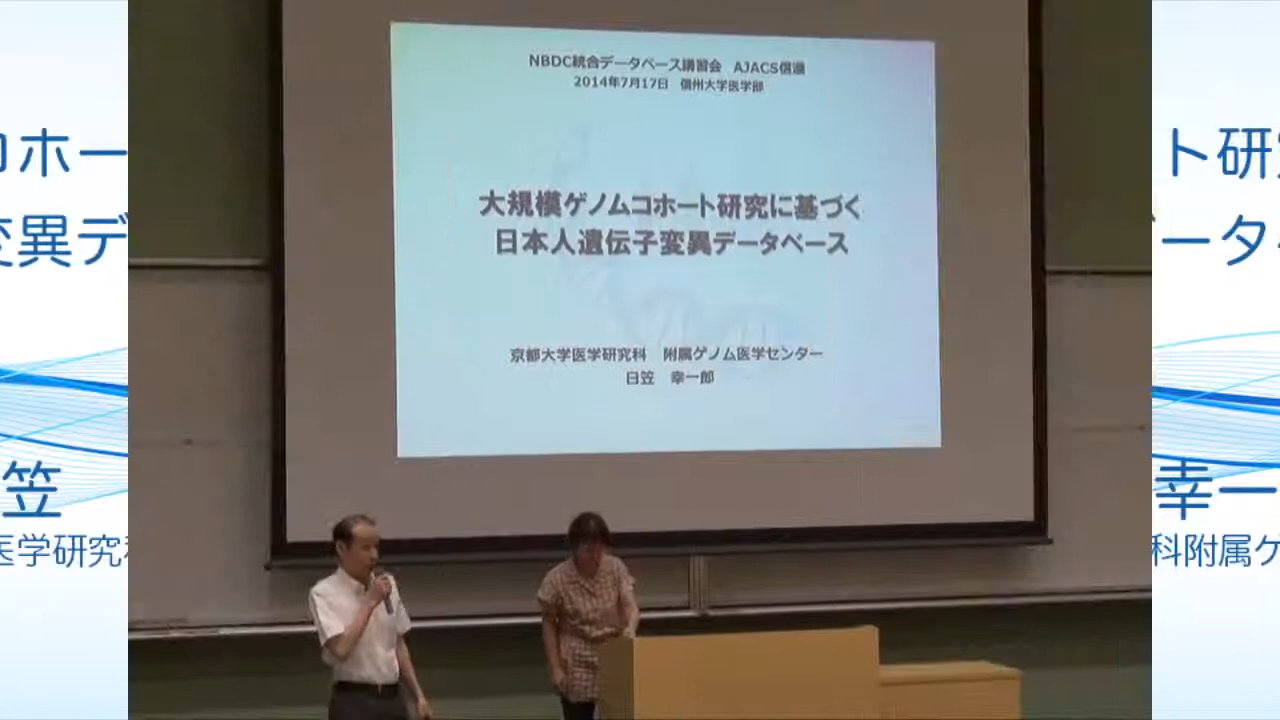 NBDC統合データベース講習会　AJACS信濃
2014年7月17日　信州大学医学部
大規模ゲノムコホート研究に基づく
日本人遺伝子変異データベース
京都大学医学研究科　附属ゲノム医学センター
日笠　幸一郎
コホー
ト研究
変異デ
ータベ
笠
幸一
医学研究科
科附属ゲ